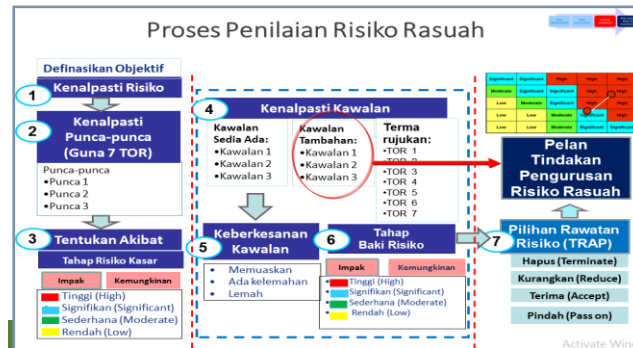 Proses Penilaian Risiko Rasuah
Definasikan Objektif
1
Kenalpasti Risiko
2
Kenalpasti
Punca-punca
(Guna 7 TOR)
Punca-punca
•Punca 1
•Punca 2
•Punca 3
3
Tentukan Akibat
Tahap Risiko Kasar
Impak
Kemungkinan
Tinggi (High)
Signifikan (Significant)
Sederhana (Moderate)
Rendah (Low)
4
Kenalpasti Kawalan
Kawalan
Sedia Ada:
•Kawalan 1
•Kawalan 2
•Kawalan 3
Kawalan
Tambahan:
•Kawalan 1
•Kawalan 2
•Kawalan 3
Terma
rujukan:
•TOR 1
•TOR 2
•TOR 3
•TOR 4
•TOR 5
•TOR 6
•TOR 7
5
Keberkesanan
Kawalan
• Memuaskan
• Ada kelemahan
• Lemah
6
Tahap
Baki Risiko
Impak
Kemungkinan
• Tinggi (High)
• Signifikan (Significant)
• Sederhana (Moderate)
• Rendah (Low)
Significant Significant High High High
Moderate Significant Significant High High
Low Moderate Significant High High
Low Low Moderate Significant
Low Low Moderate Significant Significant
Pelan
Tindakan
Pengurusan
Risiko Rasuah
7
Pilihan Rawatan
Risiko (TRAP)
Hapus (Terminate)
Kurangkan (Reduce)
Terima (Accept)
Pindah (Pass on)
Activate Wind